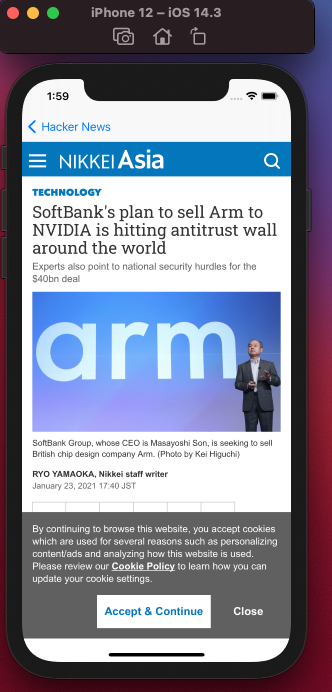 iPhone 12 – iOS 14.3
1:59
Hacker News
NIKKEI Asia
TECHNOLOGY
SoftBank's plan to sell Arm to
NVIDIA is hitting antitrust wall
around the world
Experts also point to national security hurdles for the
$40bn deal
arm
SoftBank Group, whose CEO is Masayoshi Son, is seeking to sell
British chip design company Arm. (Photo by Kei Higuchi)
RYO YAMAOKA, Nikkei staff writer
January 23, 2021 17:40 JST
By continuing to browse this website, you accept cookies
which are used for several reasons such as personalizing
content/ads and analyzing how this website is used.
Please review our Cookie Policy to learn how you can
update your cookie settings.
Accept & Continue
Close